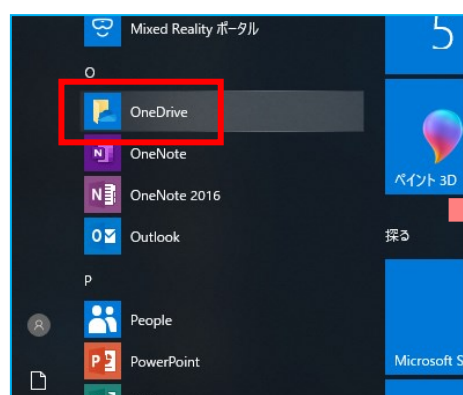 Mixed Reality ポータル
5
O
OneDrive
OneNote
ペイント 3D
OneNote 2016
Outlook
探る
P
People
PowerPoint
Microsoft S